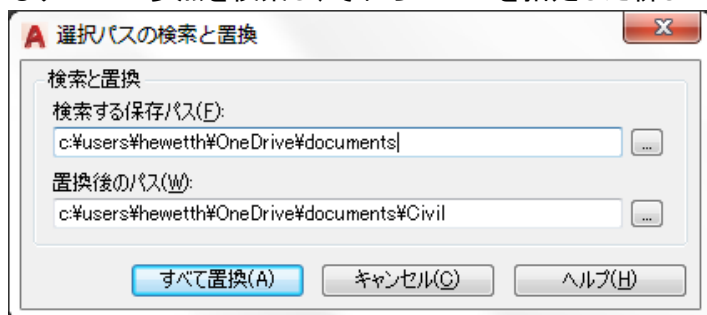 選択パスの検索と置換
検索と置換
検索する保存パス(F):
c:¥users¥hewetth¥OneDrive¥documents
...
置換後のパス(W):
c:¥users¥hewetth¥OneDrive¥documents¥Civil
...
すべて置換(A) キャンセル(C) ヘルプ(H)